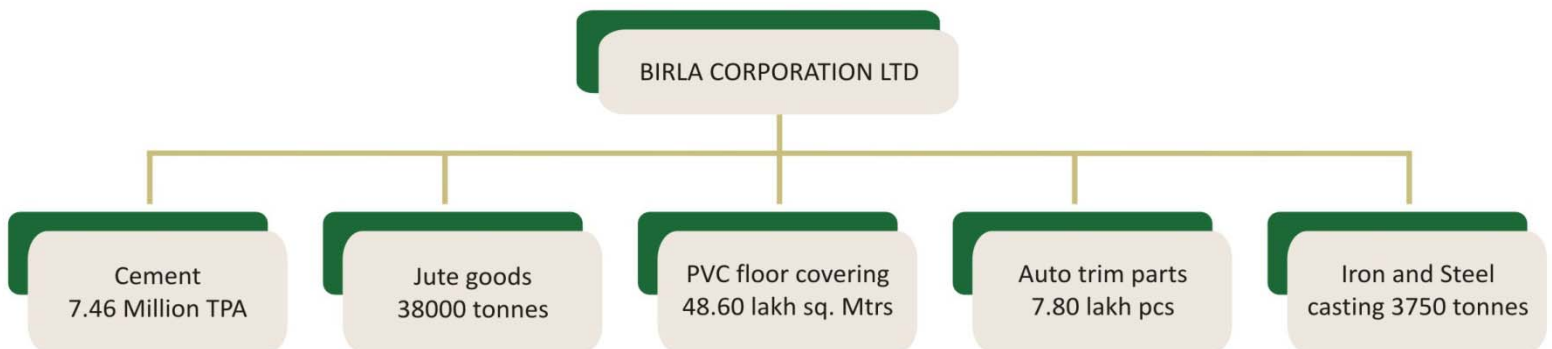 BIRLA CORPORATION LTD
Cement
7.46 Million TPA
Jute goods
38000 tonnes
PVC floor covering
48.60 lakh sq. Mtrs
Auto trim parts
7.80 lakh pcs
Iron and Steel
casting 3750 tonnes